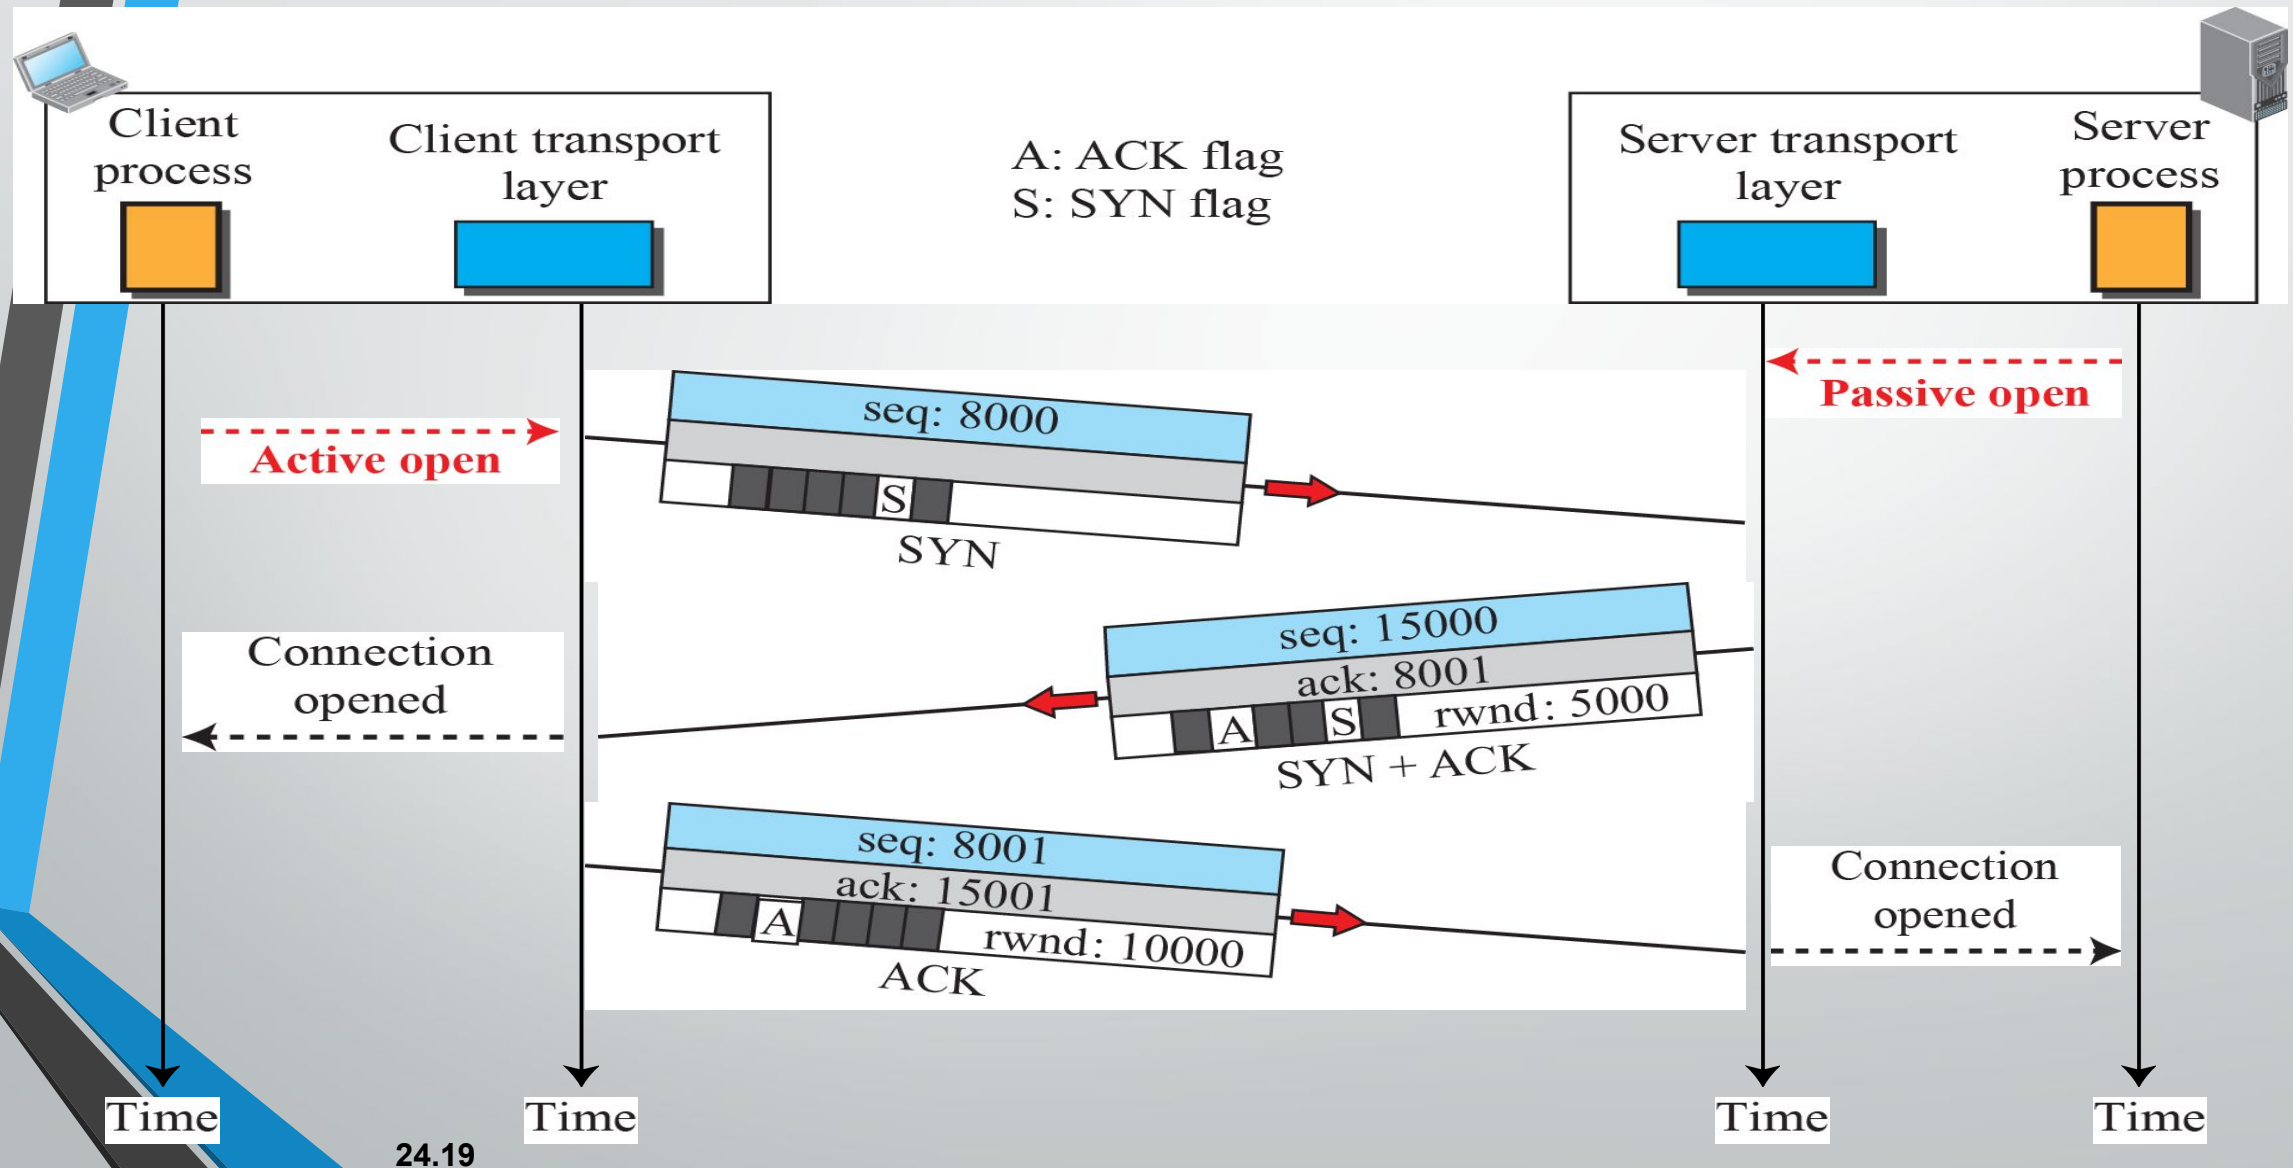 Client
process
Client transport
layer
A: ACK flag
S: SYN flag
Server transport
layer
Server
process
Passive open
Active open
seq: 8000
S
SYN
Connection
opened
seq: 15000
ack: 8001
A
S
rwnd: 5000
SYN + ACK
seq: 8001
ack: 15001
A
rwnd: 10000
ACK
Connection
opened
Time
Time
Time
Time
24.19